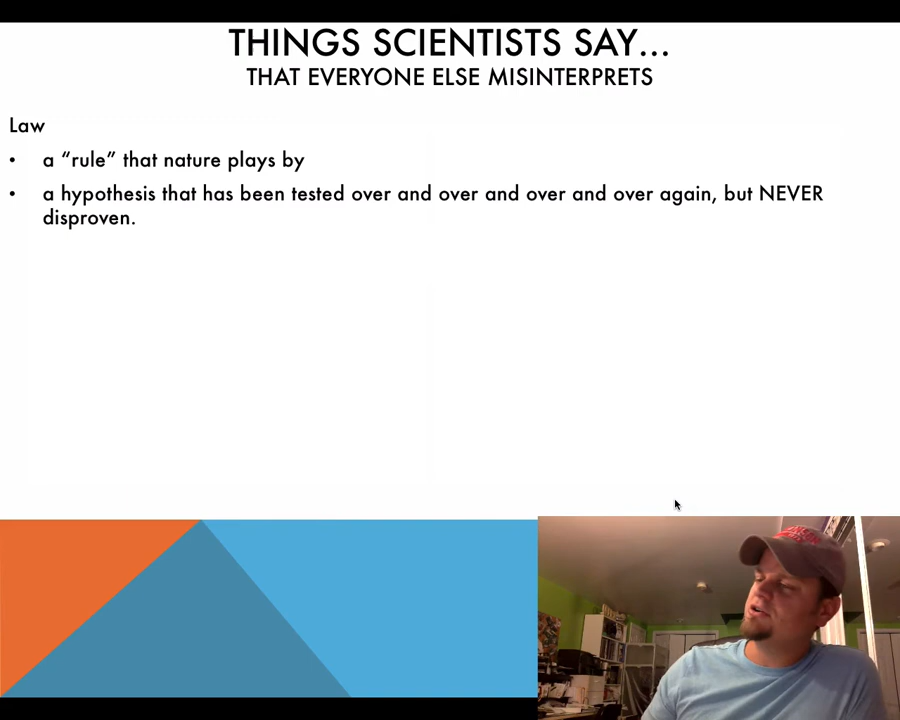 THINGS SCIENTISTS SAY...
THAT EVERYONE ELSE MISINTERPRETS
Law
• a “rule” that nature plays by
• a hypothesis that has been tested over and over and over and over again, but NEVER
disproven.